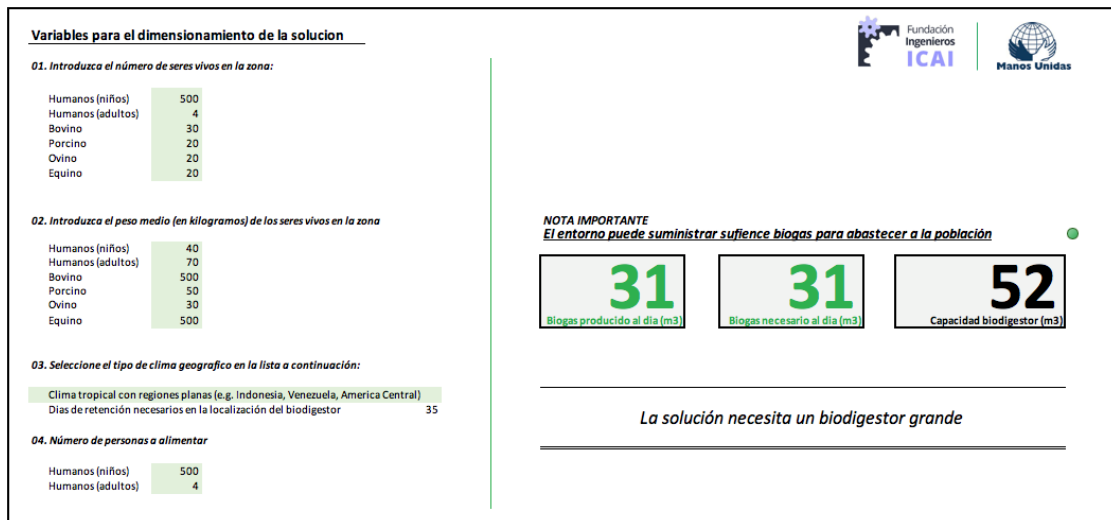 Variables para el dimensionamiento de la solucion
Fundación
Ingenieros
ICAI
Manos Unidas
01. Introduzca el número de seres vivos en la zona:
Humanos (niños) 500
Humanos (adultos) 4
Bovino 30
Porcino 20
Ovino 20
Equino 20
02. Introduzca el peso medio (en kilogramos) de los seres vivos en la zona
Humanos (niños) 40
Humanos (adultos) 70
Bovino 500
Porcino 50
Ovino 30
Equino 500
03. Seleccione el tipo de clima geografico en la lista a continuación:
Clima tropical con regiones planas (e.g. Indonesia, Venezuela, America Central)
Dias de retención necesarios en la localización del biodigestor 35
04. Número de personas a alimentar
Humanos (niños) 500
Humanos (adultos) 4
NOTA IMPORTANTE
El entorno puede suministrar sufience biogas para abastecer a la población
31
Biogas producido al dia (m3)
31
Biogas necesario al dia (m3)
52
Capacidad biodigestor (m3)
La solución necesita un biodigestor grande